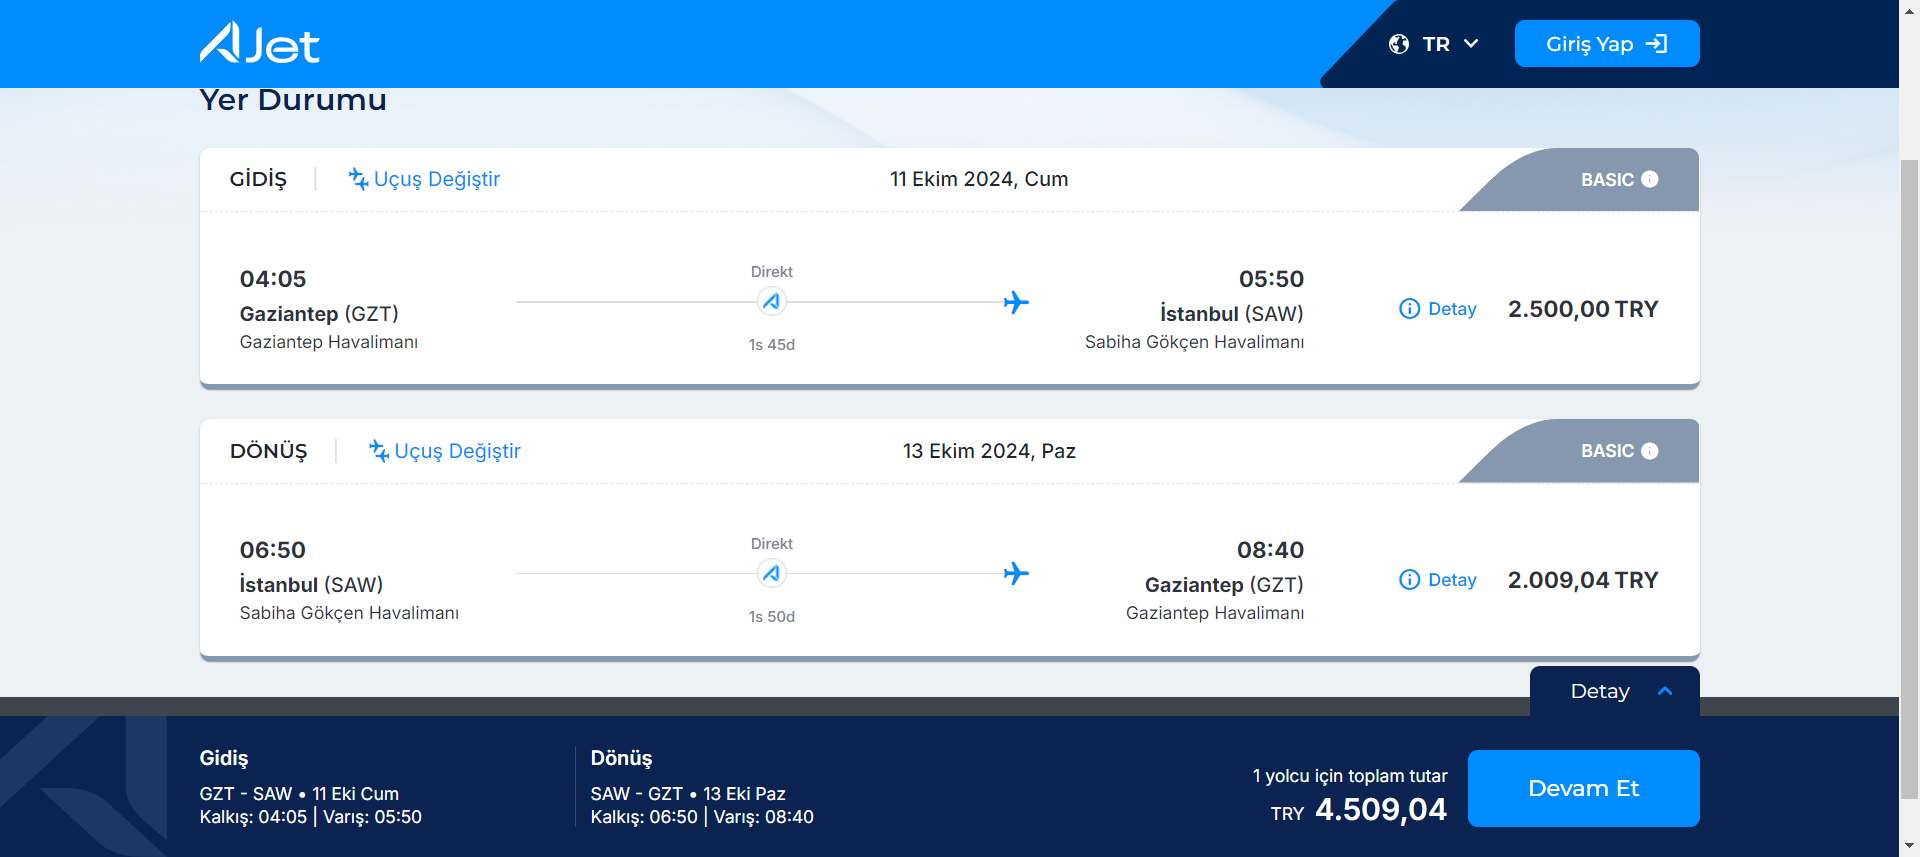 AJet
TR
Giriş Yap
Yer Durumu
GİDİŞ
Uçuş Değiştir
11 Ekim 2024, Cum
BASIC
04:05
Gaziantep (GZT)
Gaziantep Havalimanı
Direkt
1s 45d
05:50
İstanbul (SAW)
Sabiha Gökçen Havalimanı
Detay
2.500,00 TRY
DÖNÜŞ
Uçuş Değiştir
13 Ekim 2024, Paz
BASIC
06:50
İstanbul (SAW)
Sabiha Gökçen Havalimanı
Direkt
1s 50d
08:40
Gaziantep (GZT)
Gaziantep Havalimanı
Detay
2.009,04 TRY
Detay
Gidiş
GZT - SAW • 11 Eki Cum
Kalkış: 04:05 | Varış: 05:50
Dönüş
SAW - GZT • 13 Eki Paz
Kalkış: 06:50 | Varış: 08:40
1 yolcu için toplam tutar
TRY 4.509,04
Devam Et